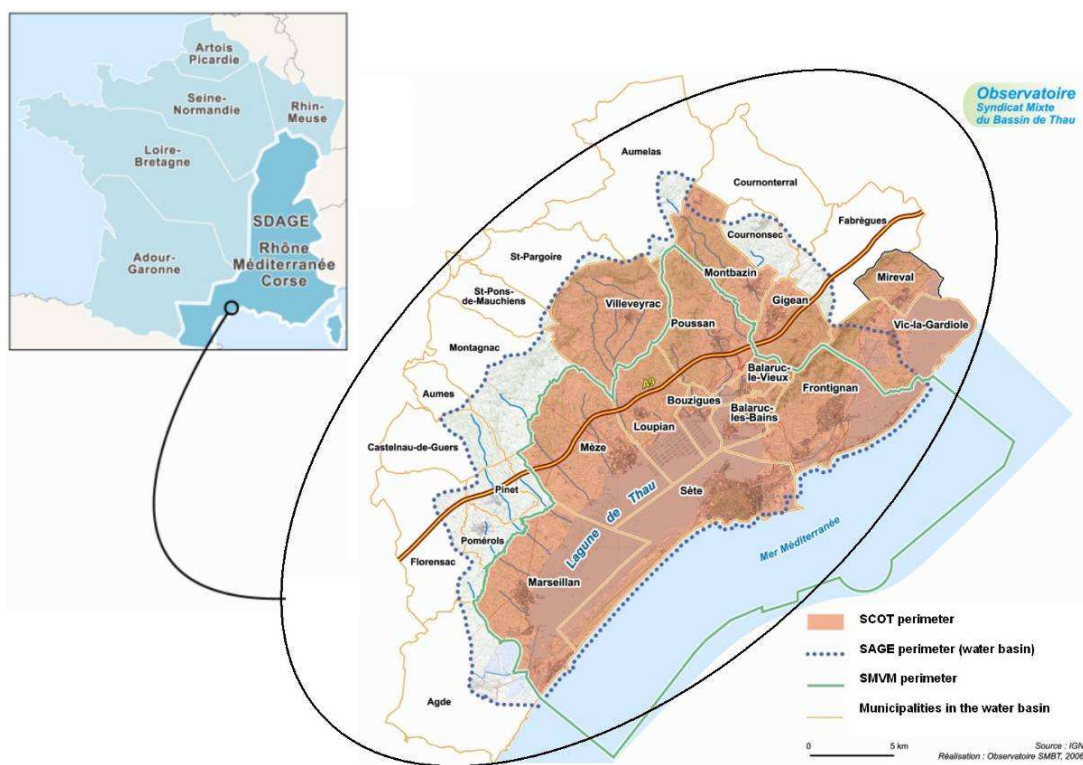 Artois
Picardie
Seine-
Normandie
Rhin-
Meuse
Loire-
Bretagne
SDAGE
Rhône
Méditerranée
Corse
Adour-
Garonne
Observatoire
Syndicat Mixte
du Bassin de Thau
Aumelas
Cournonterral
Fabrègues
Cournonsec
St-Pargoire
Montbazin
Mireval
St-Pons-
de-Mauchiens
Villeveyrac
Gigean
Poussan
Vic-la-Gardiole
Montagnac
Balaruc-
le-Vieux
Frontignan
A9
Aumes
Bouzigues
Balaruc-
les-Bains
Loupian
Castelnau-de-Guers
Mèze
Pinet
Sète
Lagune de Thau
Mer Méditerranée
Pomérols
Florensac
Marseillan
Agde
SCOT perimeter
SAGE perimeter (water basin)
SMVM perimeter
Municipalities in the water basin
0 5 km
Source : IGN
Réalisation : Observatoire SMBT, 2006